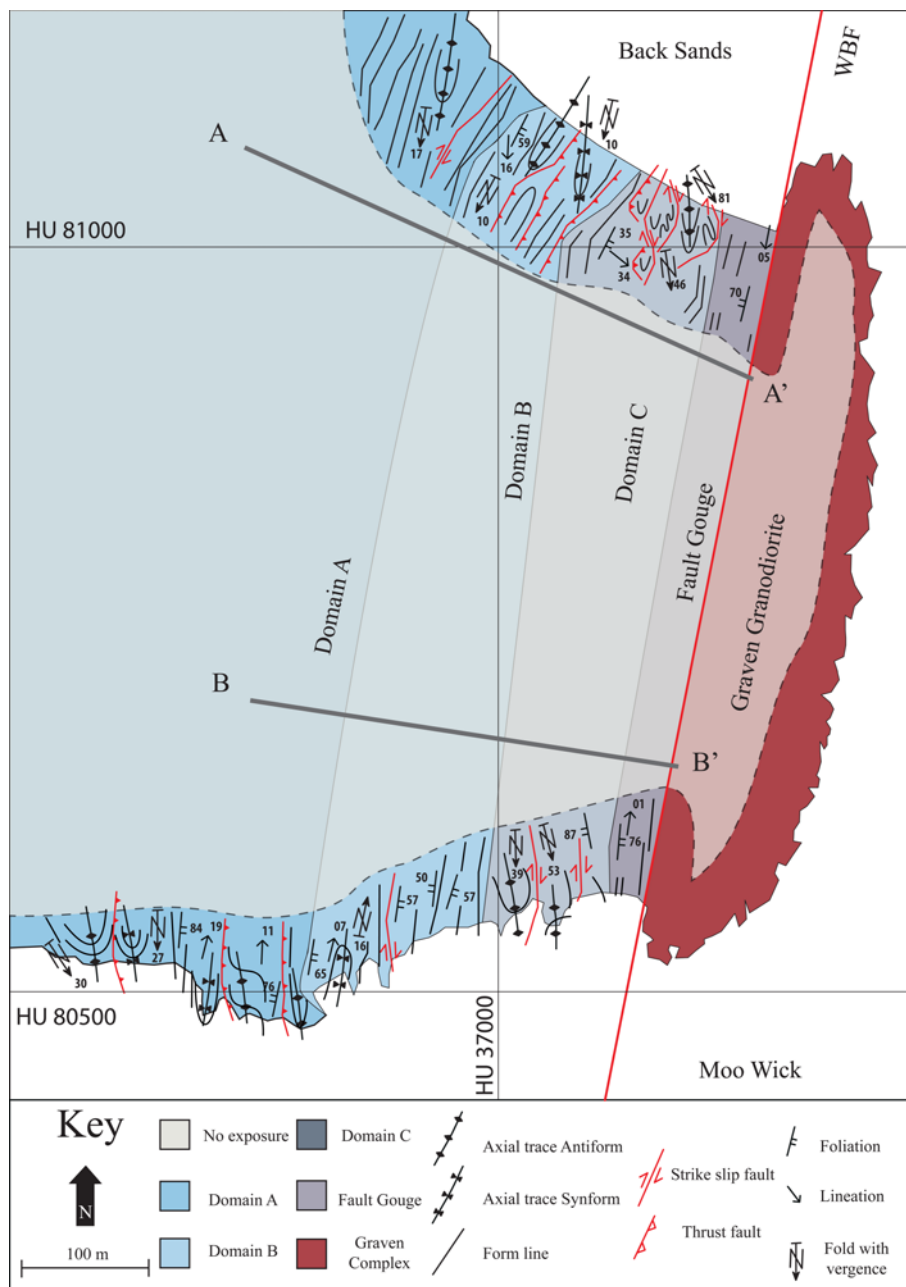 Back Sands
WBF
A
59
17
16
10
10
81
HU 81000
35
34
46
05
70
A'
Domain B
Domain C
Domain A
Fault Gouge
Graven Granodiorite
B
B'
01
87
76
39
53
50
57
57
07
16
84
19
11
27
30
76
65
HU 80500
HU 37000
Moo Wick
Key
N
100 m
No exposure
Domain A
Domain B
Domain C
Fault Gouge
Graven
Complex
Axial trace Antiform
Axial trace Synform
Form line
Strike slip fault
Thrust fault
Foliation
Lineation
Fold with
vergence